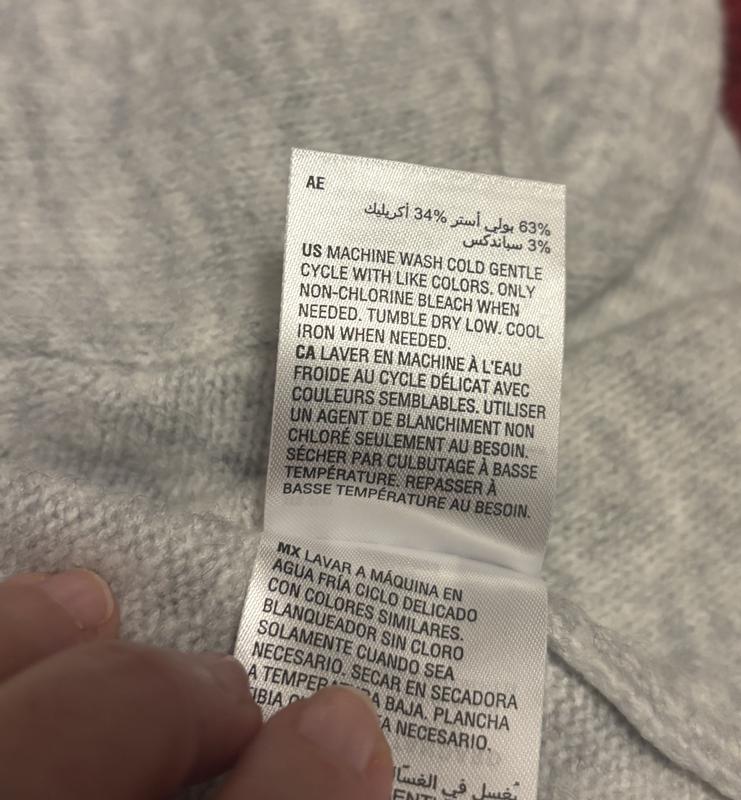 AE
63% بولي أستر 34% أكريليك
3% سباندكس
US MACHINE WASH COLD GENTLE
CYCLE WITH LIKE COLORS. ONLY
NON-CHLORINE BLEACH WHEN
NEEDED. TUMBLE DRY LOW. COOL
IRON WHEN NEEDED.
CA LAVER EN MACHINE À L'EAU
FROIDE AU CYCLE DÉLICAT AVEC
COULEURS SEMBLABLES. UTILISER
UN AGENT DE BLANCHIMENT NON
CHLORÉ SEULEMENT AU BESOIN.
SÉCHER PAR CULBUTAGE À BASSE
TEMPÉRATURE. REPASSER À
BASSE TEMPÉRATURE AU BESOIN.
MX LAVAR A MÁQUINA EN
AGUA FRÍA CICLO DELICADO
CON COLORES SIMILARES.
BLANQUEADOR SIN CLORO
SOLAMENTE CUANDO SEA
NECESARIO. SECAR EN SECADORA
A BAJA. PLANCHA
NECESARIO.
يُغسل في